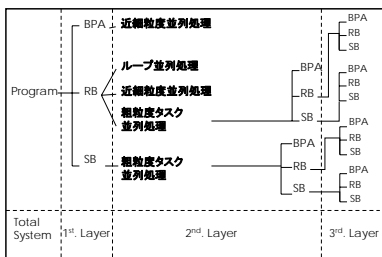 BPA 近細粒度並列処理
ループ並列処理
Program RB 近細粒度並列処理
粗粒度タスク
並列処理
SB 粗粒度タスク
並列処理
BPA
RB
SB
BPA
RB
SB
BPA
RB
SB
BPA
RB
SB
BPA
RB
SB
BPA
RB
SB
Total
System
1st. Layer
2nd. Layer
3rd. Layer